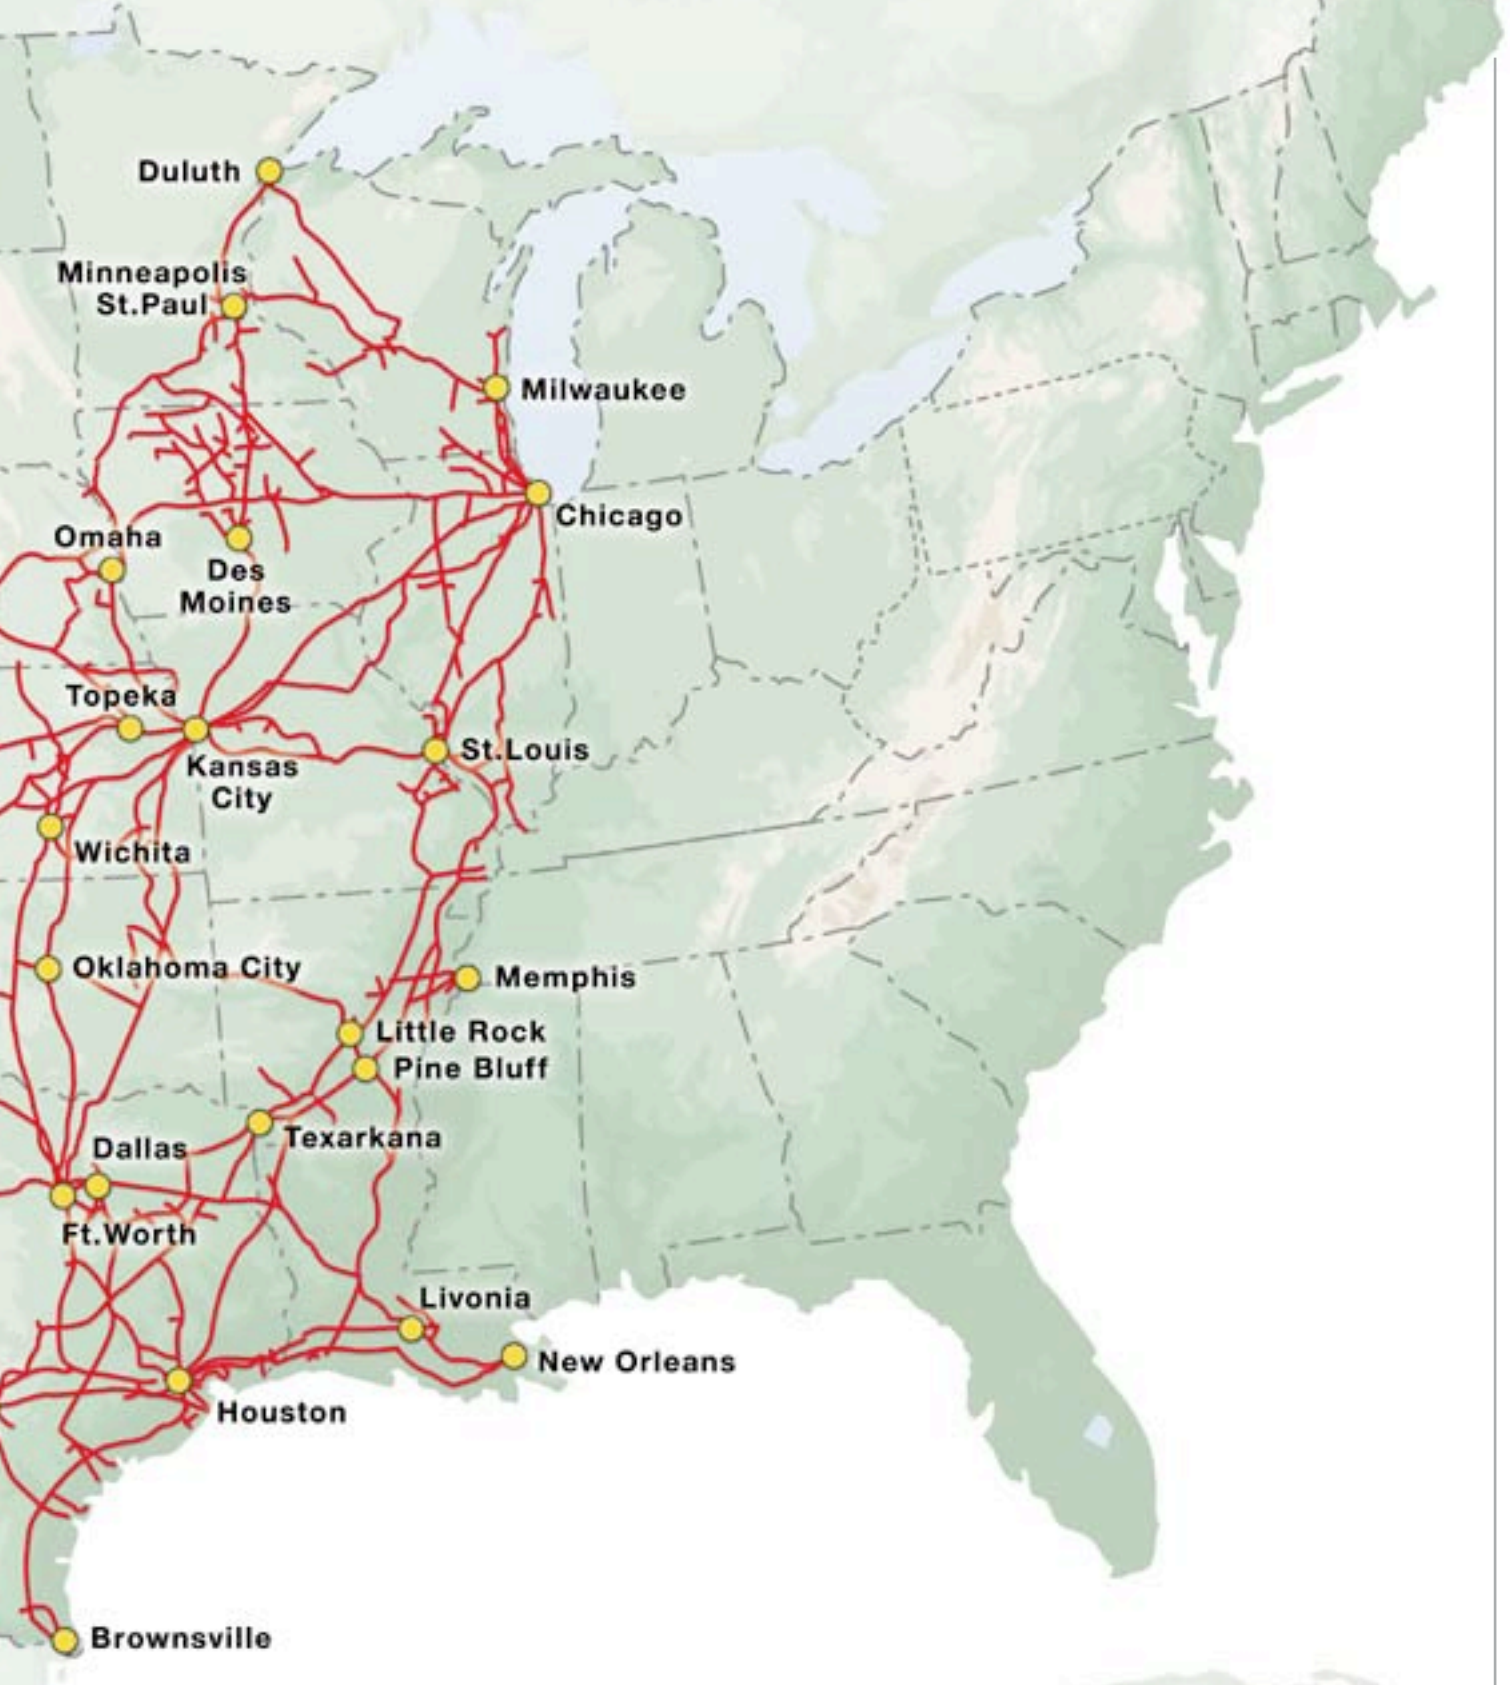 Duluth
Minneapolis
St.Paul
Milwaukee
Chicago
Omaha
Des
Moines
Topeka
Kansas
City
St.Louis
Wichita
Oklahoma City
Memphis
Little Rock
Pine Bluff
Texarkana
Dallas
Ft.Worth
Livonia
New Orleans
Houston
Brownsville